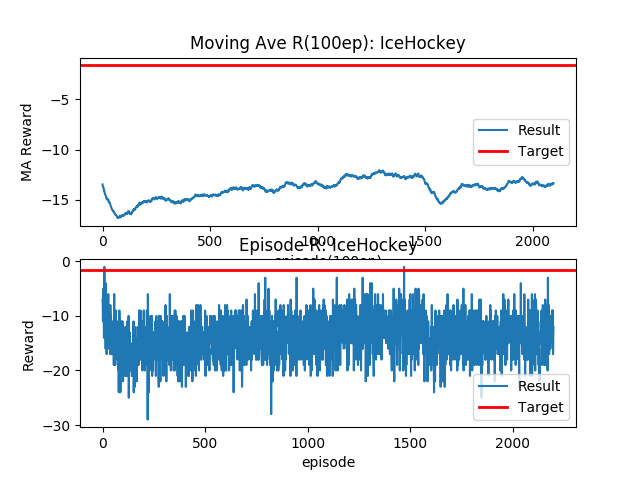 Moving Ave R(100ep): IceHockey
MA Reward
−5
−10
−15
Result
Target
0
500
1000
1500
2000
episode(100ep)
Episode R: IceHockey
Reward
0
−10
−20
−30
Result
Target
0
500
1000
1500
2000
episode